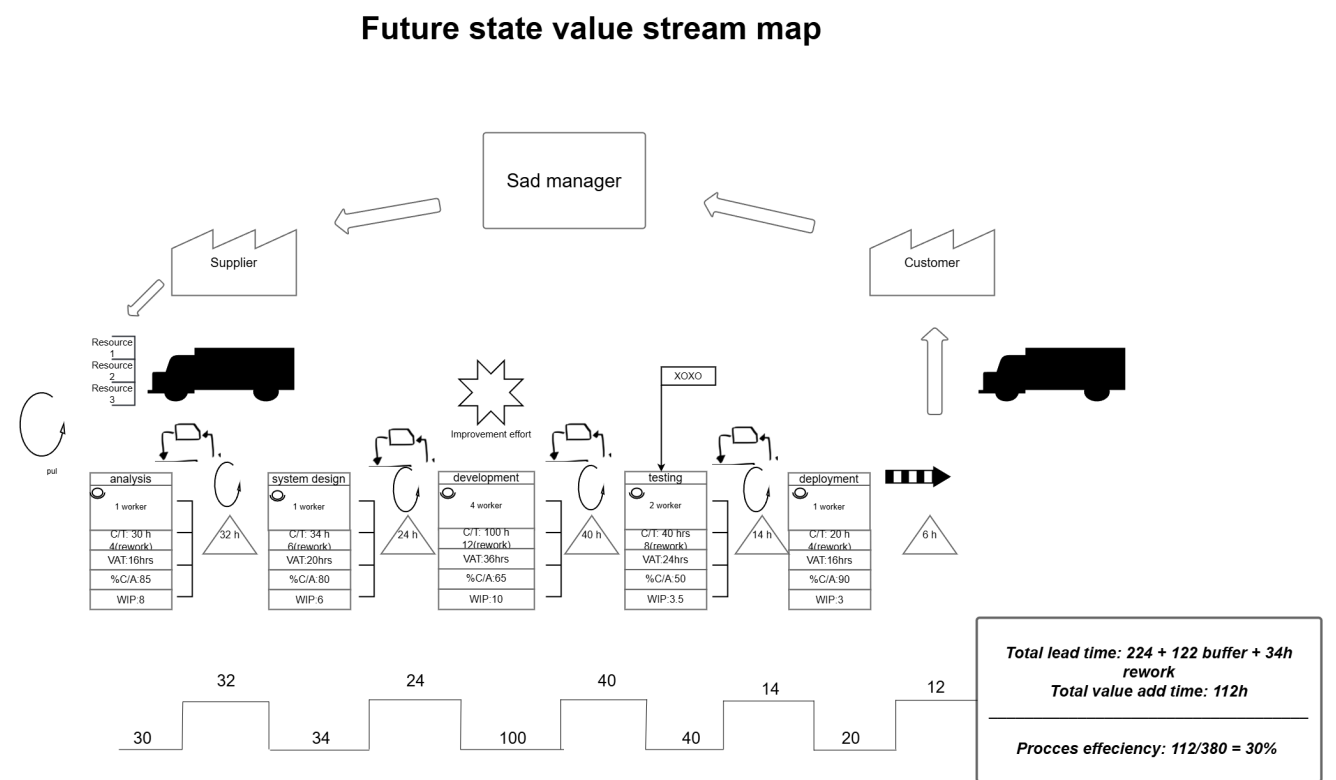 Future state value stream map
Sad manager
Supplier
Customer
Resource
1
Resource
2
Resource
3
XOXO
Improvement effort
pul
analysis
1 worker
C/T: 30 h
4(rework)
VAT:16hrs
%C/A:85
WIP:8
32 h
system design
1 worker
C/T: 34 h
6(rework)
VAT:20hrs
%C/A:80
WIP:6
24 h
development
4 worker
C/T: 100 h
12(rework)
VAT:36hrs
%C/A:65
WIP:10
40 h
testing
2 worker
C/T: 40 hrs
8(rework)
VAT:24hrs
%C/A:50
WIP:3.5
14 h
deployment
1 worker
C/T: 20 h
4(rework)
VAT:16hrs
%C/A:90
WIP:3
6 h
30
32
34
24
100
40
40
14
20
12
Total lead time: 224 + 122 buffer + 34h
rework
Total value add time: 112h
Procces effeciency: 112/380 = 30%